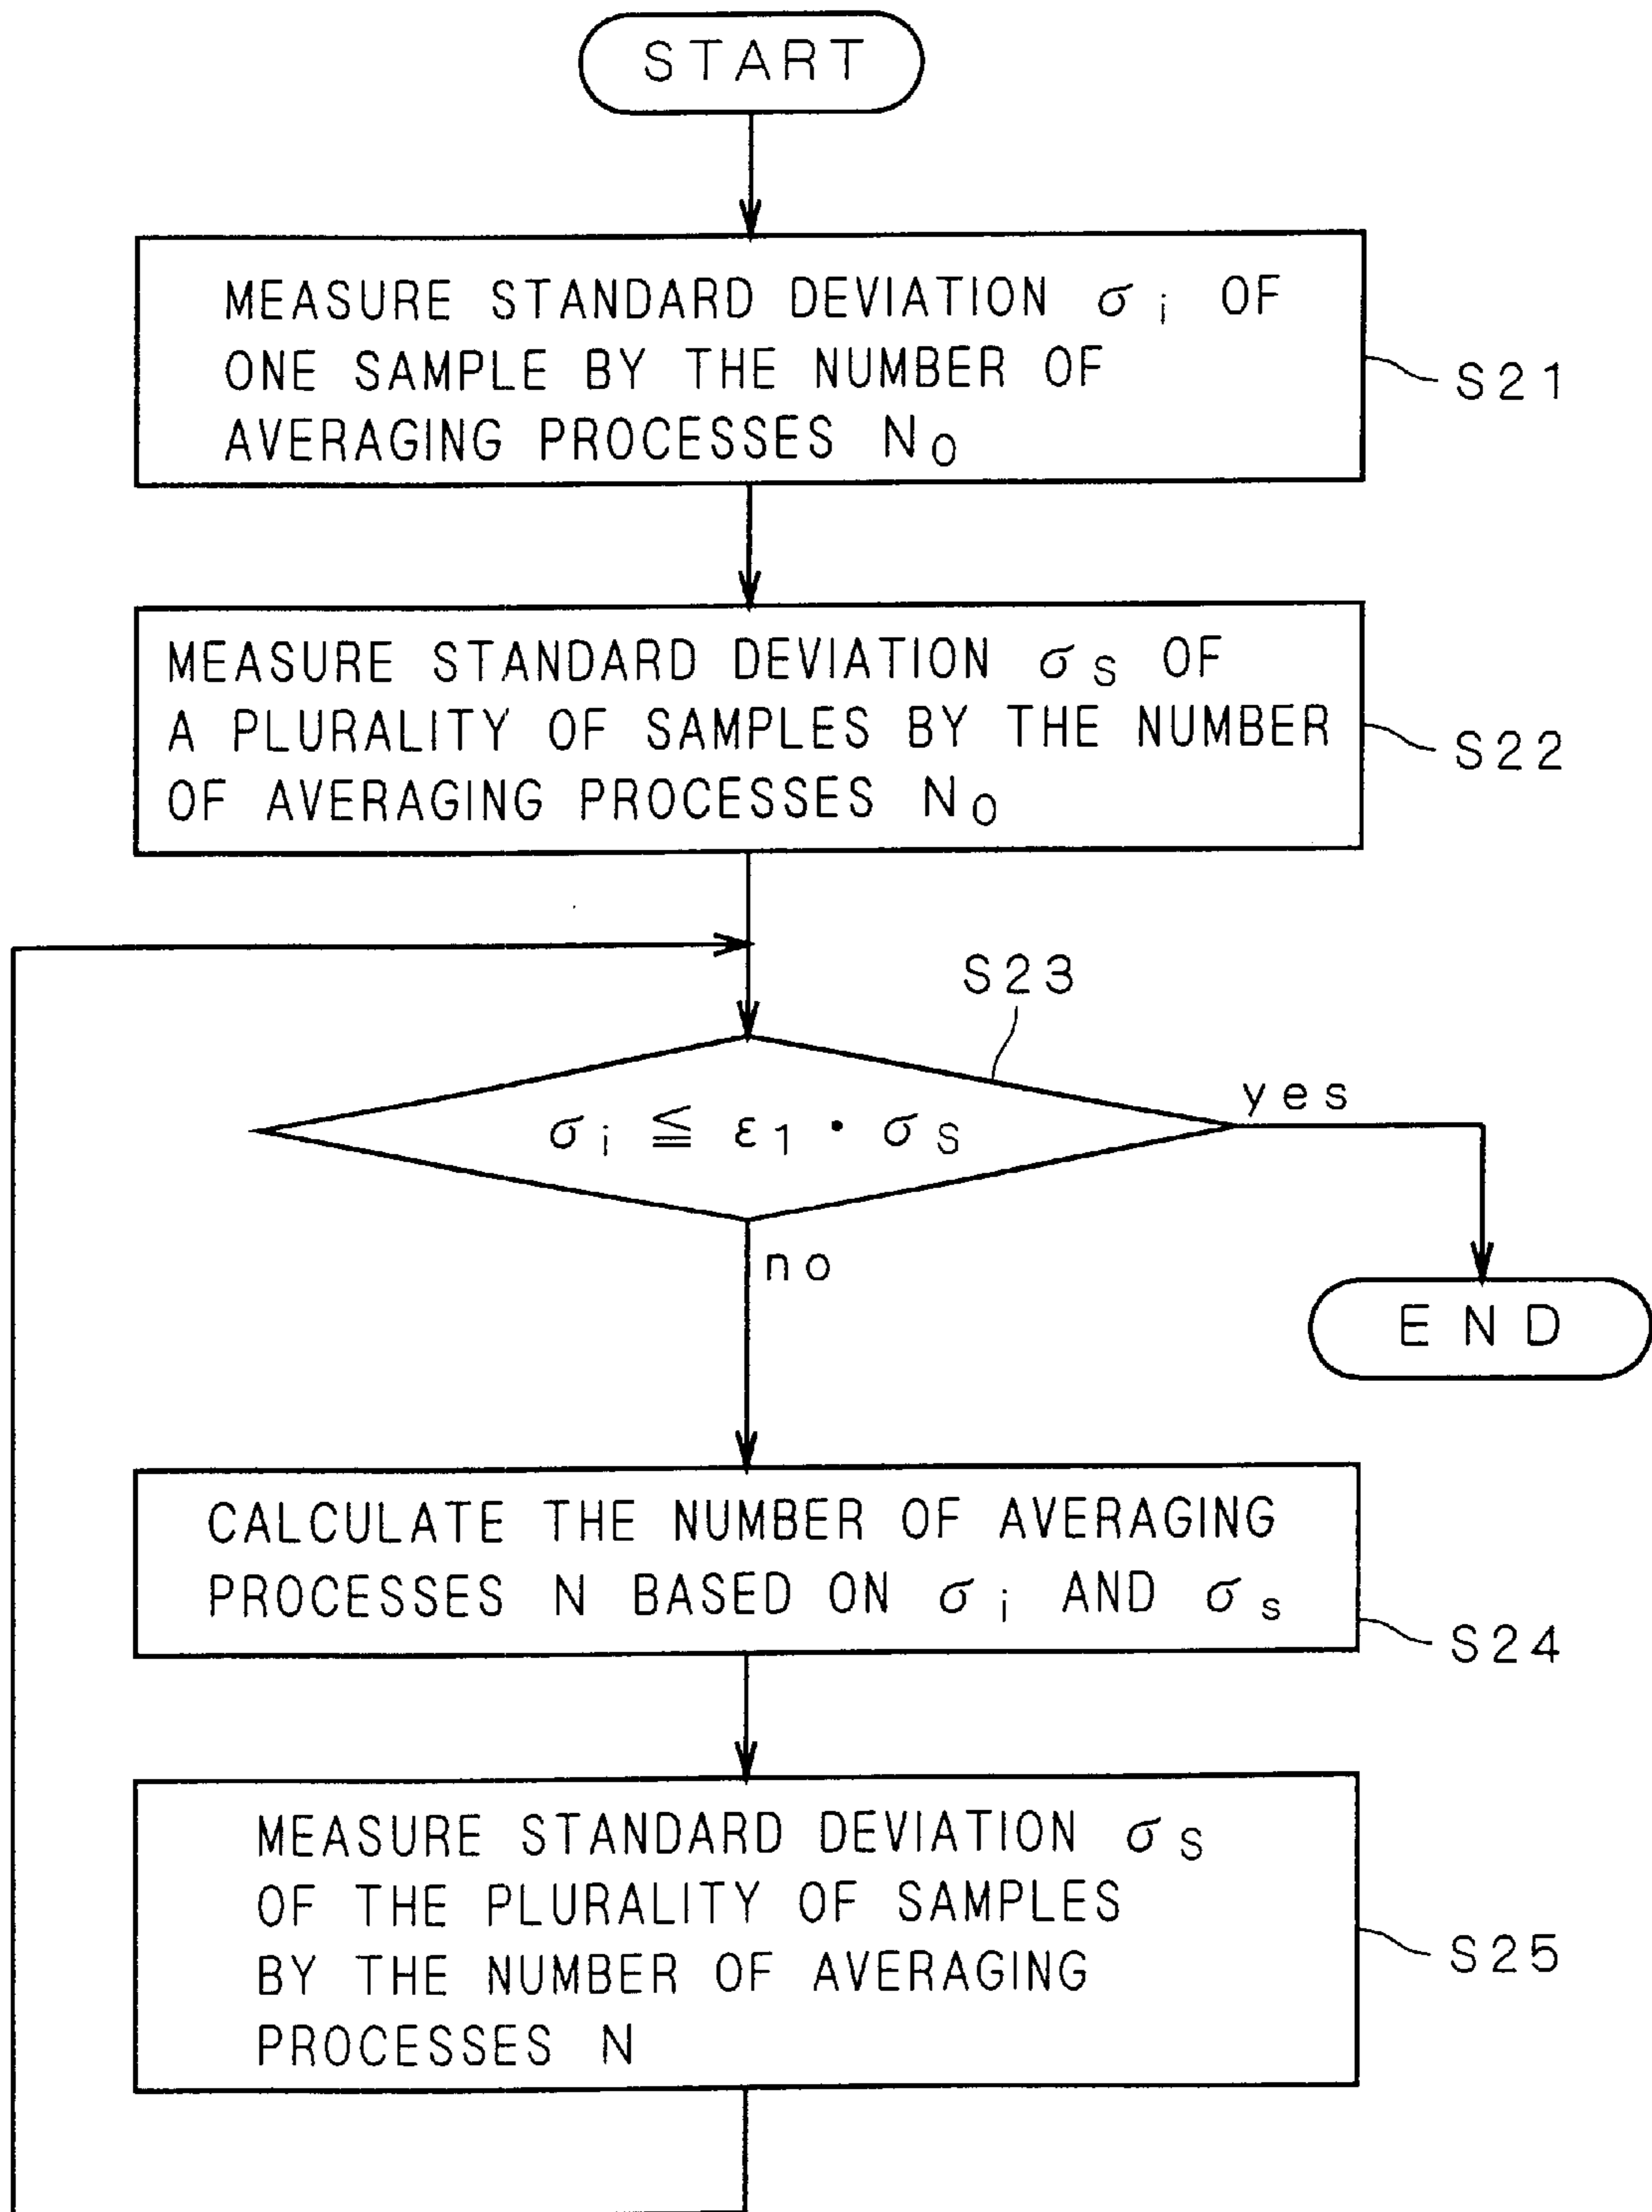 START
MEASURE STANDARD DEVIATION σi OF
ONE SAMPLE BY THE NUMBER OF
AVERAGING PROCESSES N0
S21
MEASURE STANDARD DEVIATION σS OF
A PLURALITY OF SAMPLES BY THE NUMBER
OF AVERAGING PROCESSES N0
S22
S23
σi ≦ ε1 · σS
yes
no
END
CALCULATE THE NUMBER OF AVERAGING
PROCESSES N BASED ON σi AND σs
S24
MEASURE STANDARD DEVIATION σS
OF THE PLURALITY OF SAMPLES
BY THE NUMBER OF AVERAGING
PROCESSES N
S25